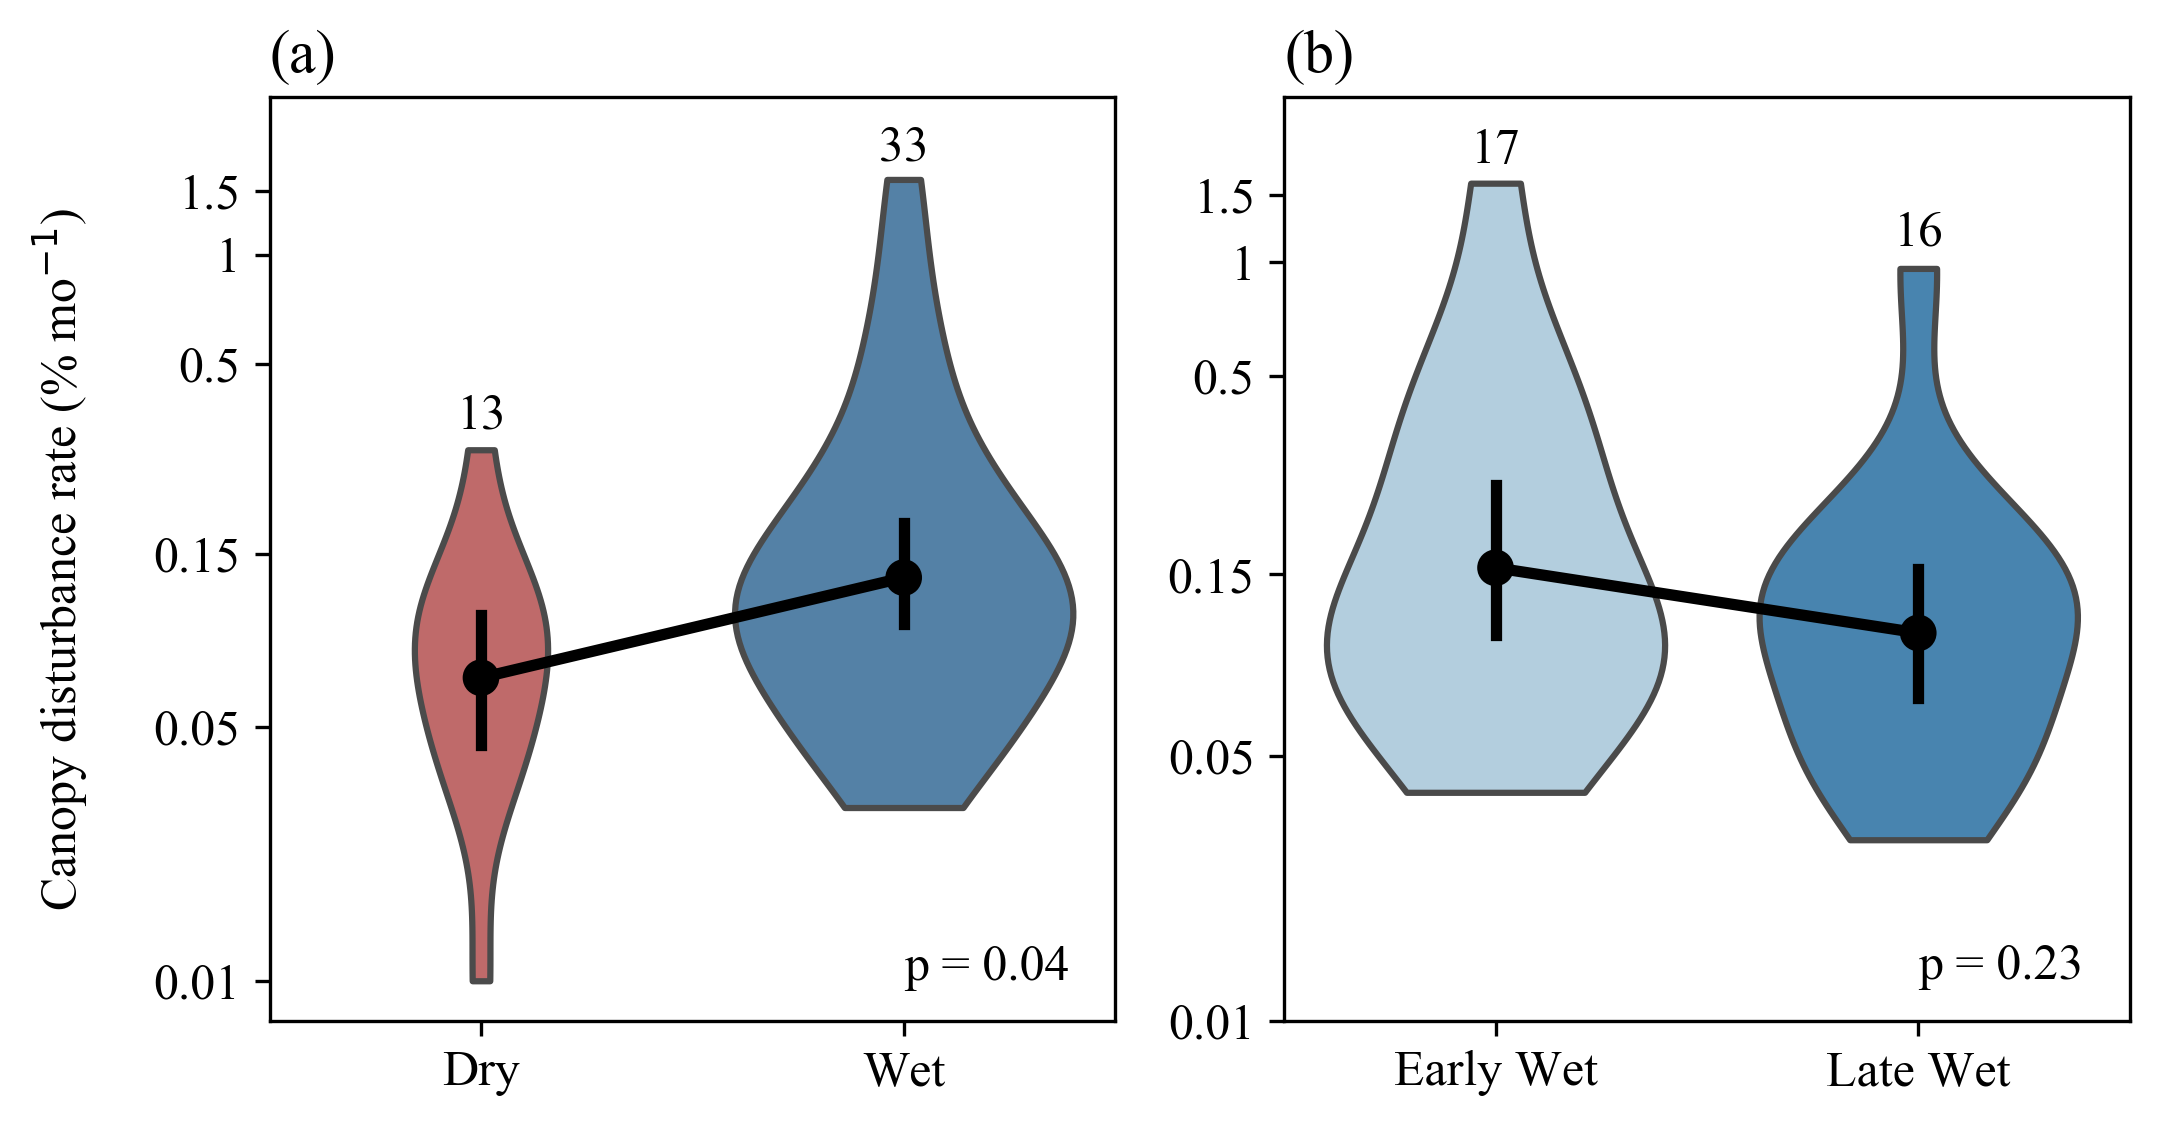 (a)
Canopy disturbance rate (% mo⁻¹)
1.5
1
0.5
0.15
0.05
0.01
13
33
p = 0.04
Dry
Wet
(b)
1.5
1
0.5
0.15
0.05
0.01
17
16
p = 0.23
Early Wet
Late Wet